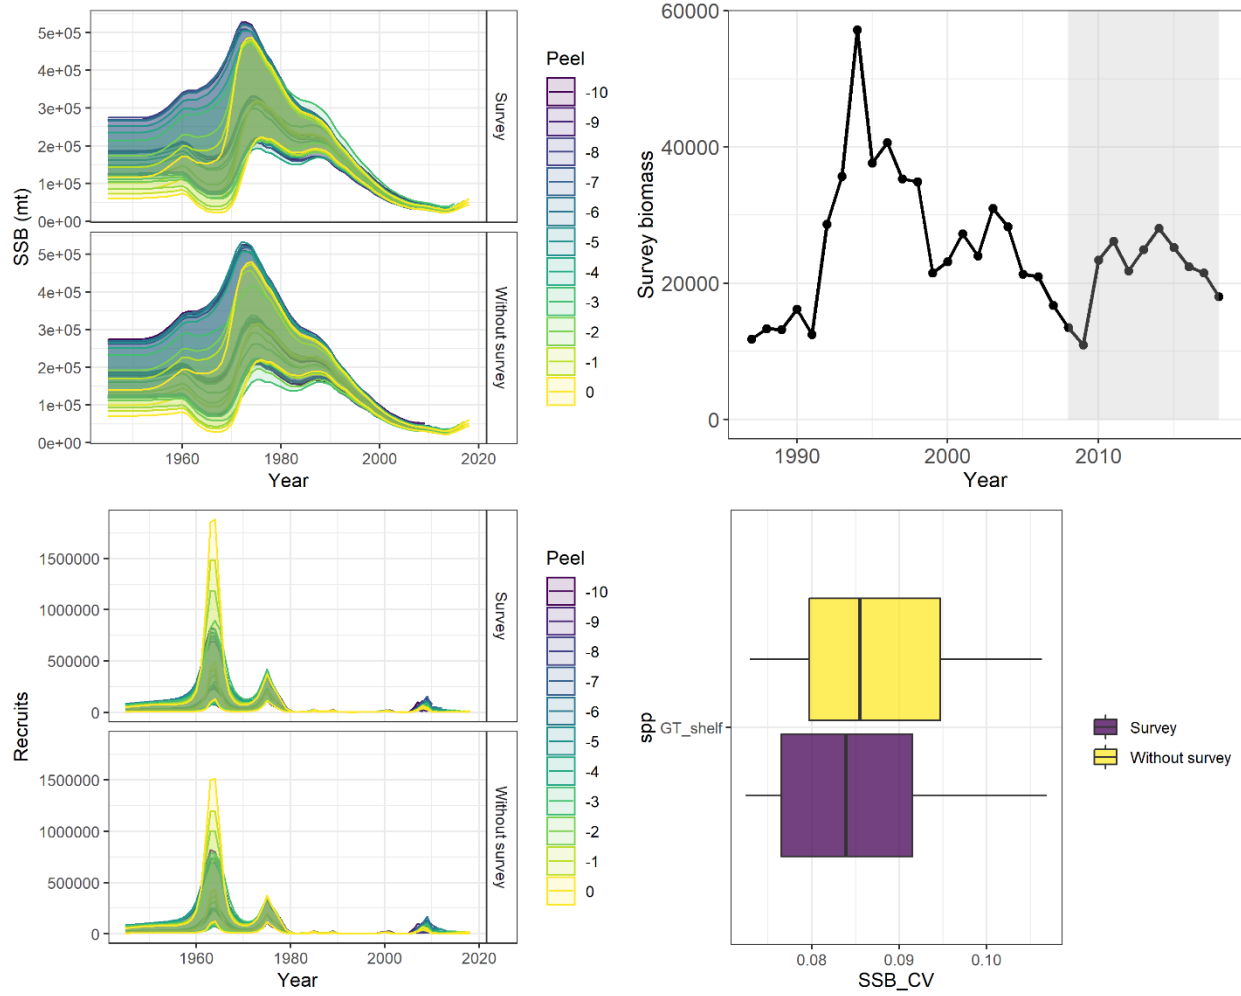 5e+05
4e+05
3e+05
2e+05
1e+05
0e+00
Survey
5e+05
4e+05
3e+05
2e+05
1e+05
0e+00
Without survey
SSB (mt)
1960
1980
2000
2020
Year
Peel
-10
-9
-8
-7
-6
-5
-4
-3
-2
-1
0
60000
40000
20000
0
Survey biomass
1990
2000
2010
Year
1500000
1000000
500000
0
Survey
1500000
1000000
500000
0
Without survey
Recruits
1960
1980
2000
2020
Year
Peel
-10
-9
-8
-7
-6
-5
-4
-3
-2
-1
0
spp
GT_shelf
0.08
0.09
0.10
SSB_CV
Survey
Without survey